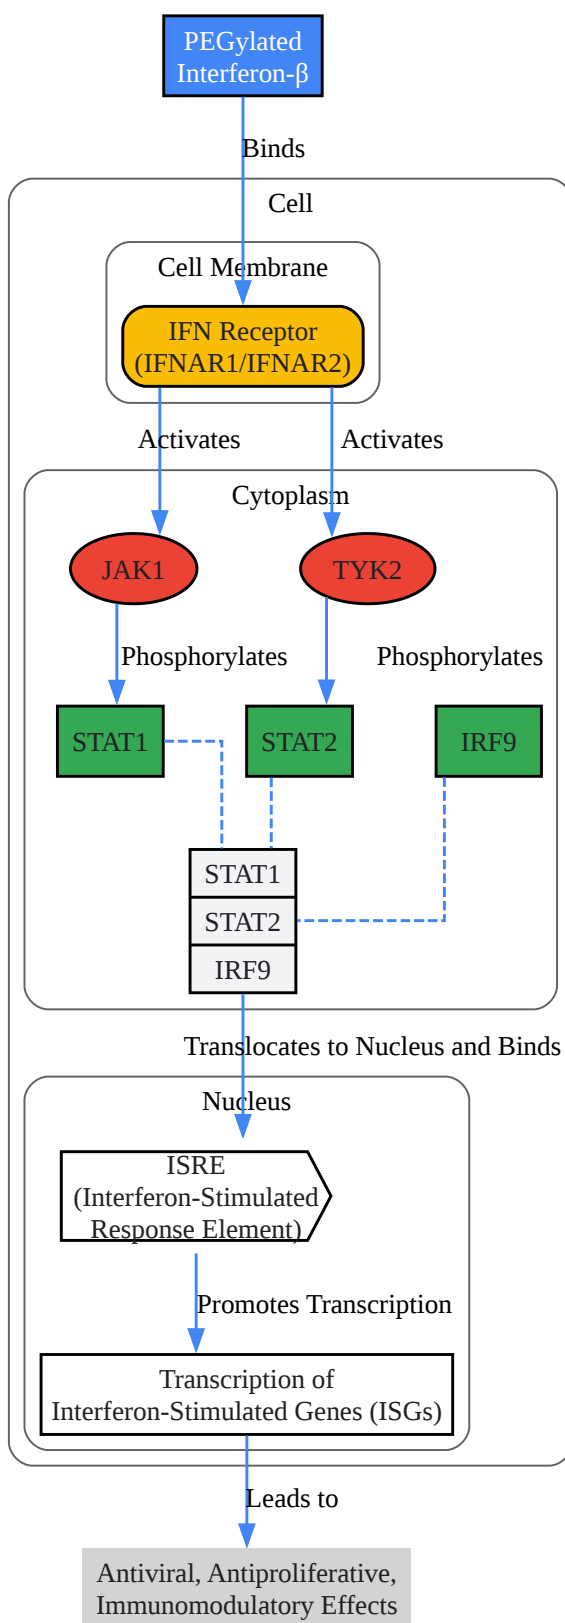 PEGylated
Interferon-β
Binds
Cell
Cell Membrane
IFN Receptor
(IFNAR1/IFNAR2)
Activates
Activates
Cytoplasm
JAK1
TYK2
Phosphorylates
Phosphorylates
STAT1
STAT2
IRF9
STAT1
STAT2
IRF9
Translocates to Nucleus and Binds
Nucleus
ISRE
(Interferon-Stimulated
Response Element)
Promotes Transcription
Transcription of
Interferon-Stimulated Genes (ISGs)
Leads to
Antiviral, Antiproliferative,
Immunomodulatory Effects